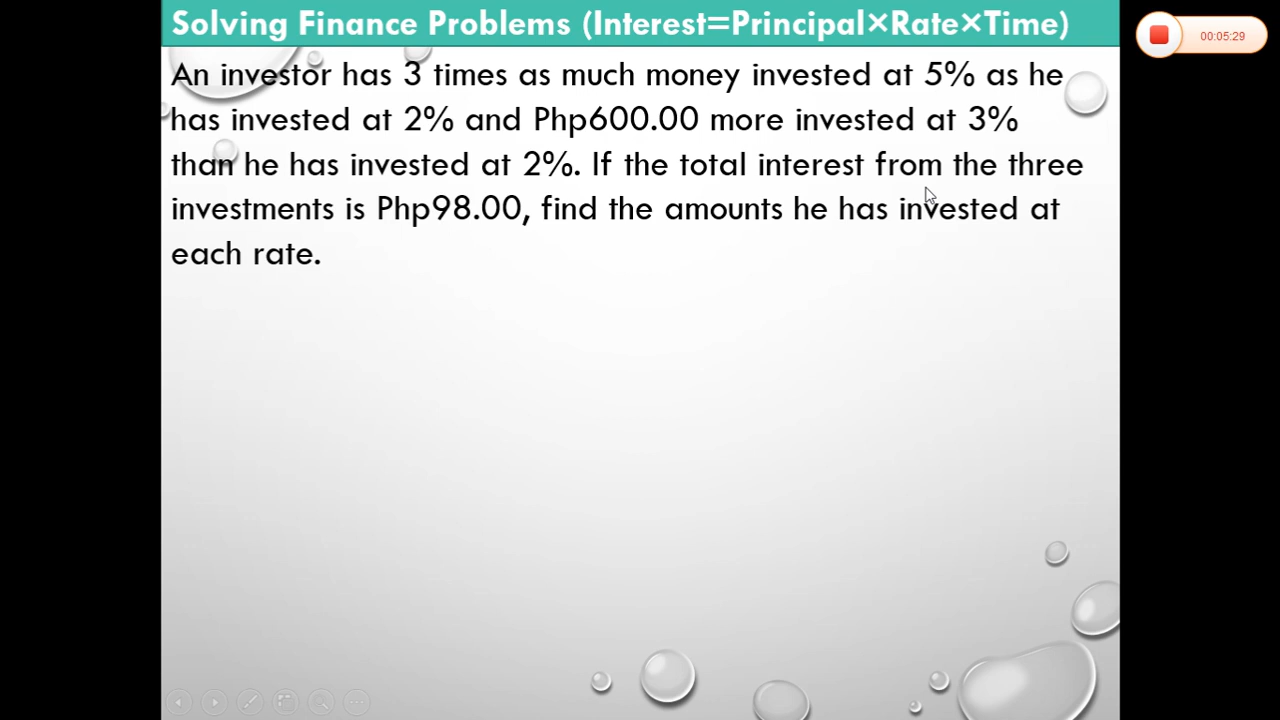 Solving Finance Problems (Interest=Principal×Rate×Time)
00:05:29
An investor has 3 times as much money invested at 5% as he
has invested at 2% and Php600.00 more invested at 3%
than he has invested at 2%. If the total interest from the three
investments is Php98.00, find the amounts he has invested at
each rate.